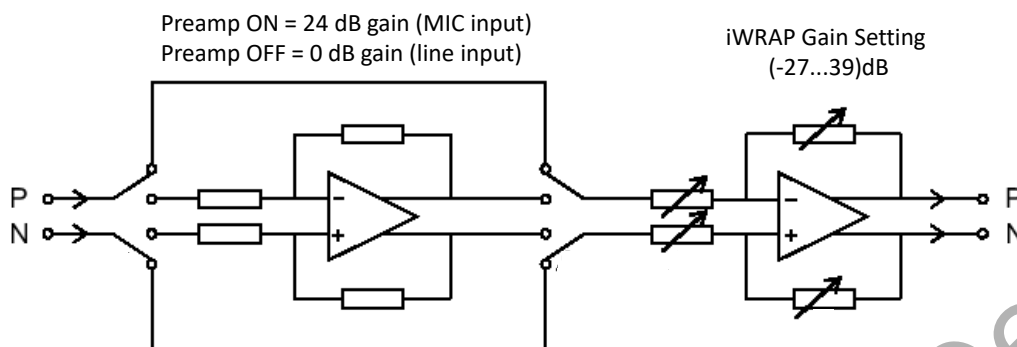 Preamp ON = 24 dB gain (MIC input)
Preamp OFF = 0 dB gain (line input)
iWRAP Gain Setting
(-27...39)dB
P
N
-
+
-
+
P
N